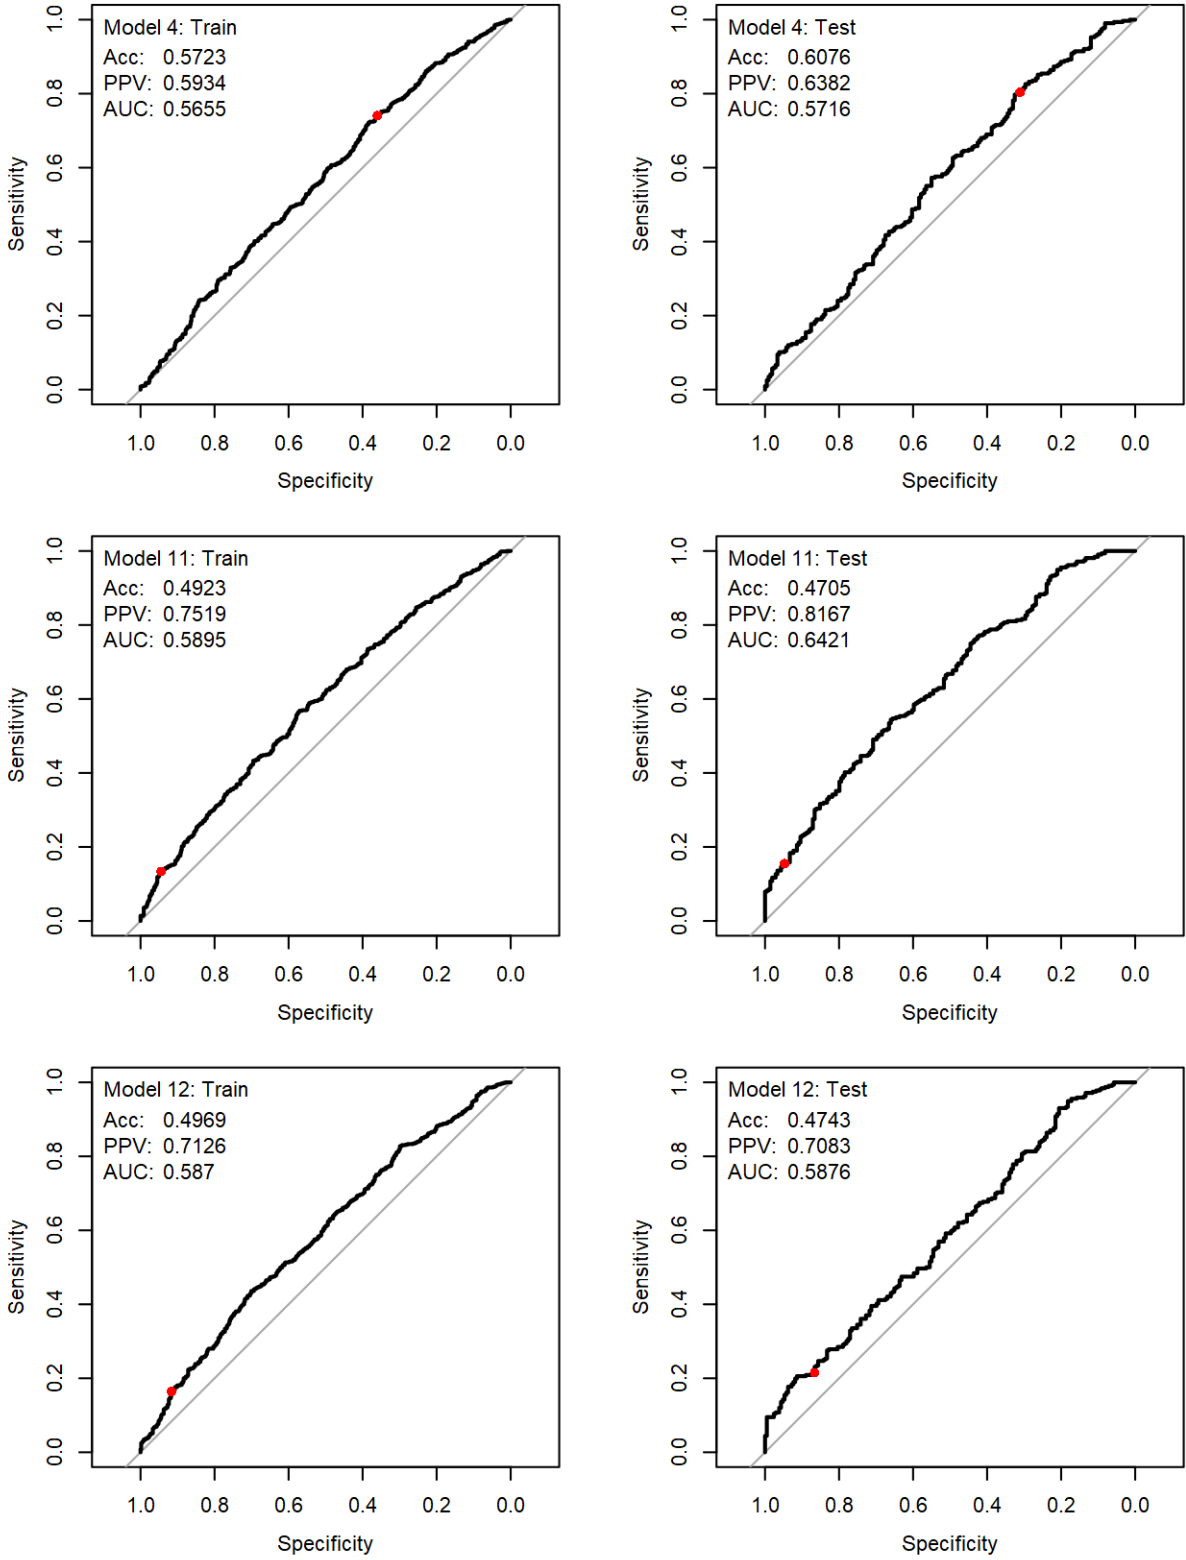 Model 4: Train
Acc: 0.5723
PPV: 0.5934
AUC: 0.5655
Sensitivity
0.0 0.2 0.4 0.6 0.8 1.0
1.0 0.8 0.6 0.4 0.2 0.0
Specificity
Model 4: Test
Acc: 0.6076
PPV: 0.6382
AUC: 0.5716
Sensitivity
0.0 0.2 0.4 0.6 0.8 1.0
1.0 0.8 0.6 0.4 0.2 0.0
Specificity
Model 11: Train
Acc: 0.4923
PPV: 0.7519
AUC: 0.5895
Sensitivity
0.0 0.2 0.4 0.6 0.8 1.0
1.0 0.8 0.6 0.4 0.2 0.0
Specificity
Model 11: Test
Acc: 0.4705
PPV: 0.8167
AUC: 0.6421
Sensitivity
0.0 0.2 0.4 0.6 0.8 1.0
1.0 0.8 0.6 0.4 0.2 0.0
Specificity
Model 12: Train
Acc: 0.4969
PPV: 0.7126
AUC: 0.587
Sensitivity
0.0 0.2 0.4 0.6 0.8 1.0
1.0 0.8 0.6 0.4 0.2 0.0
Specificity
Model 12: Test
Acc: 0.4743
PPV: 0.7083
AUC: 0.5876
Sensitivity
0.0 0.2 0.4 0.6 0.8 1.0
1.0 0.8 0.6 0.4 0.2 0.0
Specificity